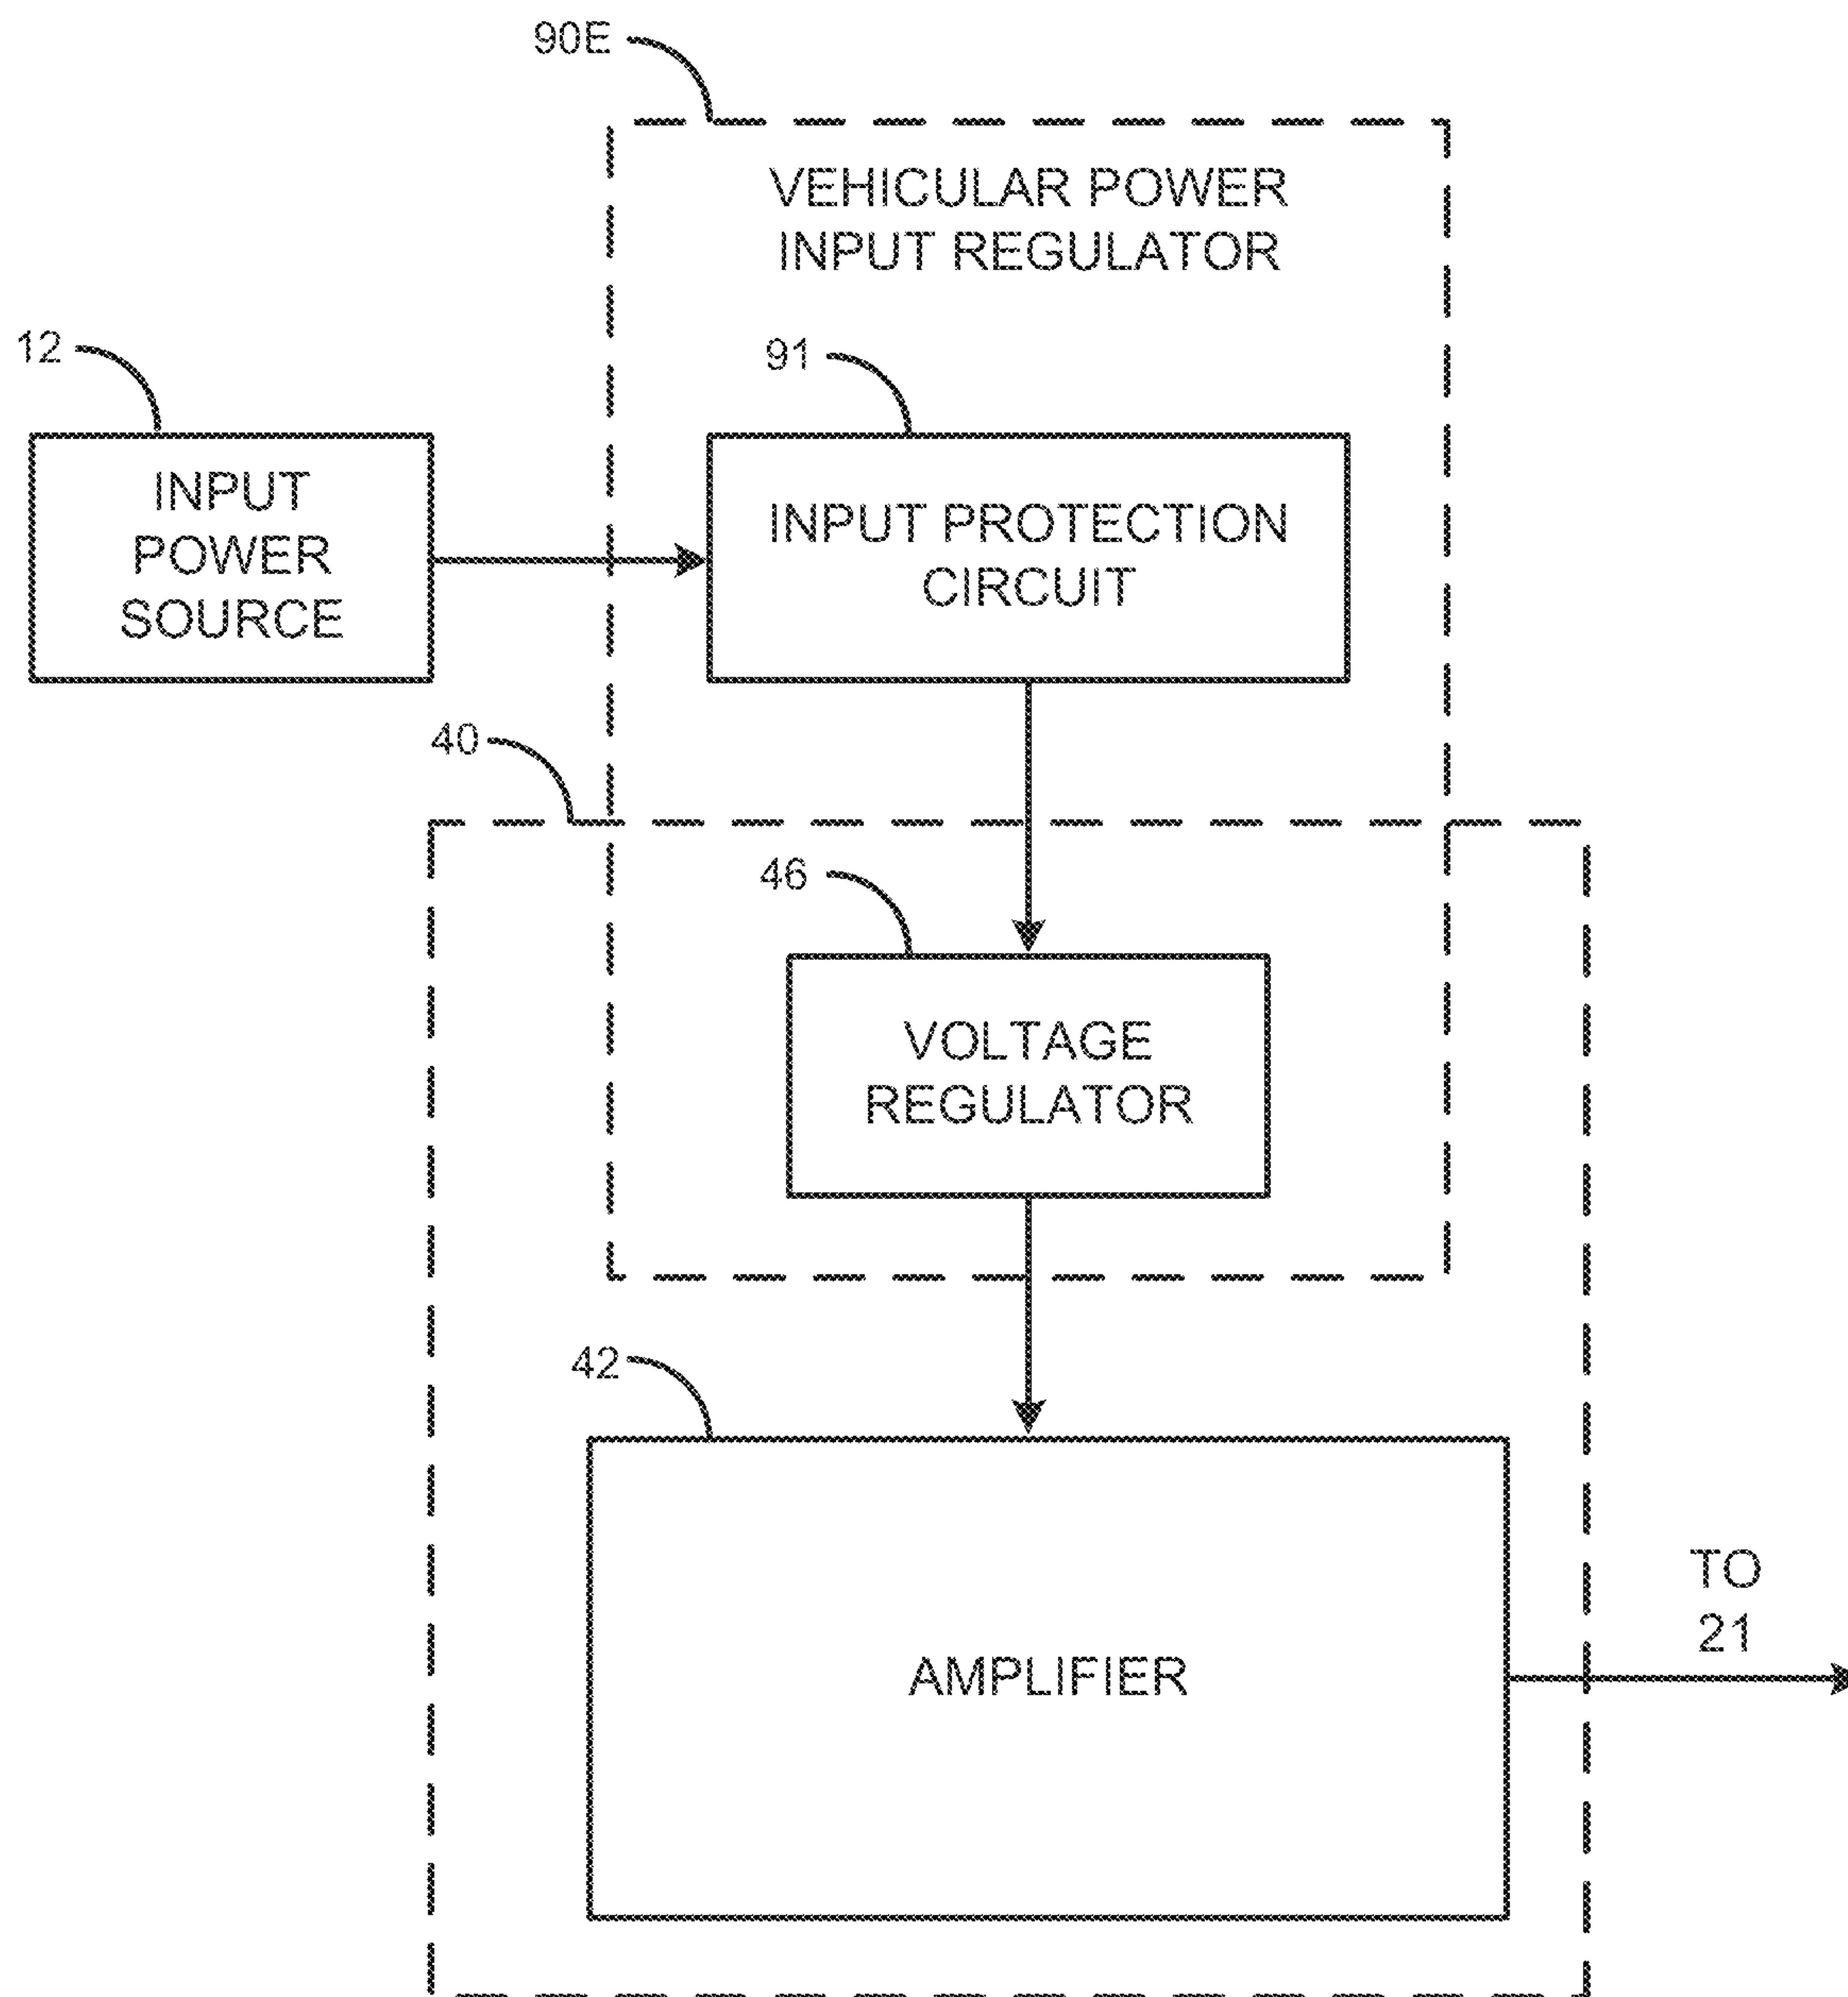 90E
VEHICULAR POWER
INPUT REGULATOR
12
91
INPUT
POWER
SOURCE
INPUT PROTECTION
CIRCUIT
40
46
VOLTAGE
REGULATOR
42
AMPLIFIER
TO
21